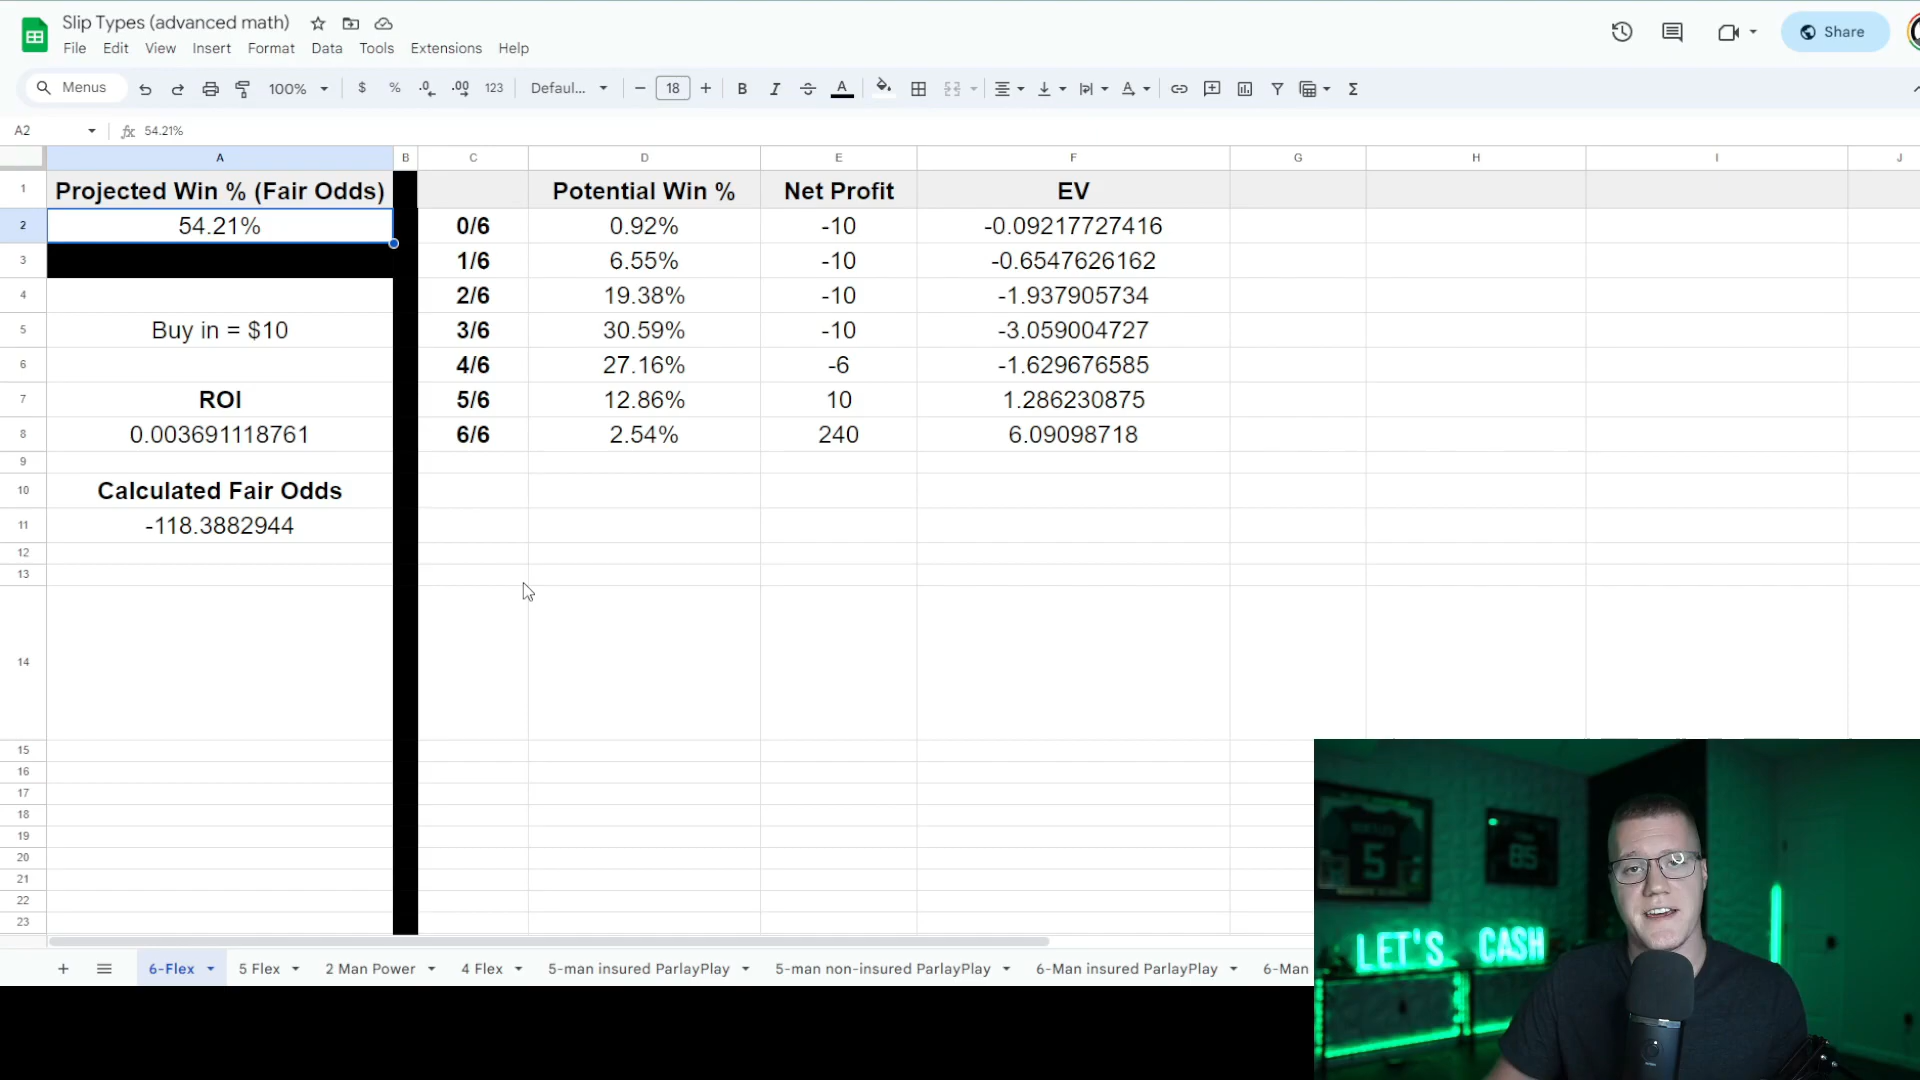 Slip Types (advanced math)
File Edit View Insert Format Data Tools Extensions Help
Share
Menus 100% $ % .0 .00 123 Defaul... 18 B I A
A2 fx 54.21%
A B C D E F G H I J
1 Projected Win % (Fair Odds) Potential Win % Net Profit EV
2 54.21% 0/6 0.92% -10 -0.09217727416
3 1/6 6.55% -10 -0.6547626162
4 2/6 19.38% -10 -1.937905734
5 Buy in = $10 3/6 30.59% -10 -3.059004727
6 4/6 27.16% -6 -1.629676585
7 ROI 5/6 12.86% 10 1.286230875
8 0.003691118761 6/6 2.54% 240 6.09098718
9
10 Calculated Fair Odds
11 -118.3882944
12
13
14
15
16
17
18
19
20
21
22
23
6-Flex 5 Flex 2 Man Power 4 Flex 5-man insured ParlayPlay 5-man non-insured ParlayPlay 6-Man insured ParlayPlay 6-Man
5
85
LET'S CASH